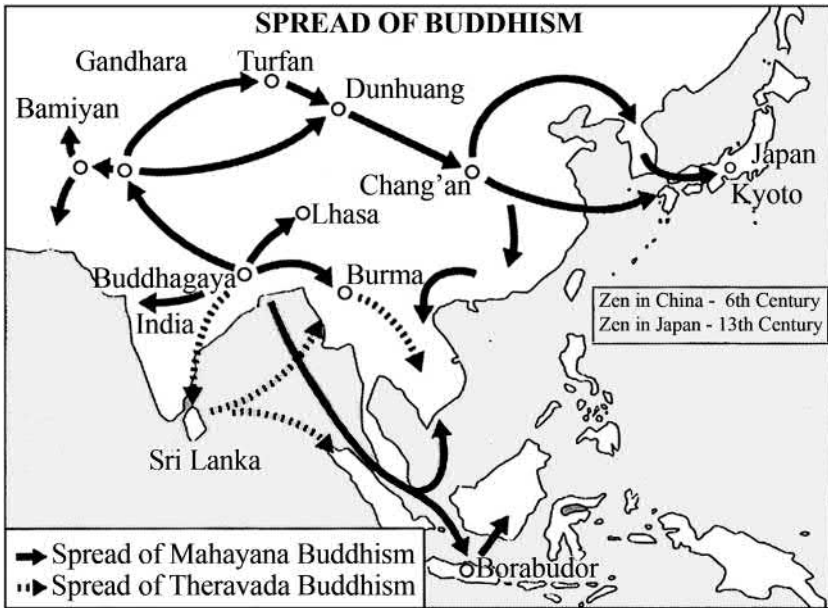 SPREAD OF BUDDHISM
Gandhara
Turfan
Bamiyan
Dunhuang
Chang'an
Japan
Kyoto
Lhasa
Buddhagaya
Burma
India
Zen in China - 6th Century
Zen in Japan - 13th Century
Sri Lanka
Spread of Mahayana Buddhism
Spread of Theravada Buddhism
Borabudor